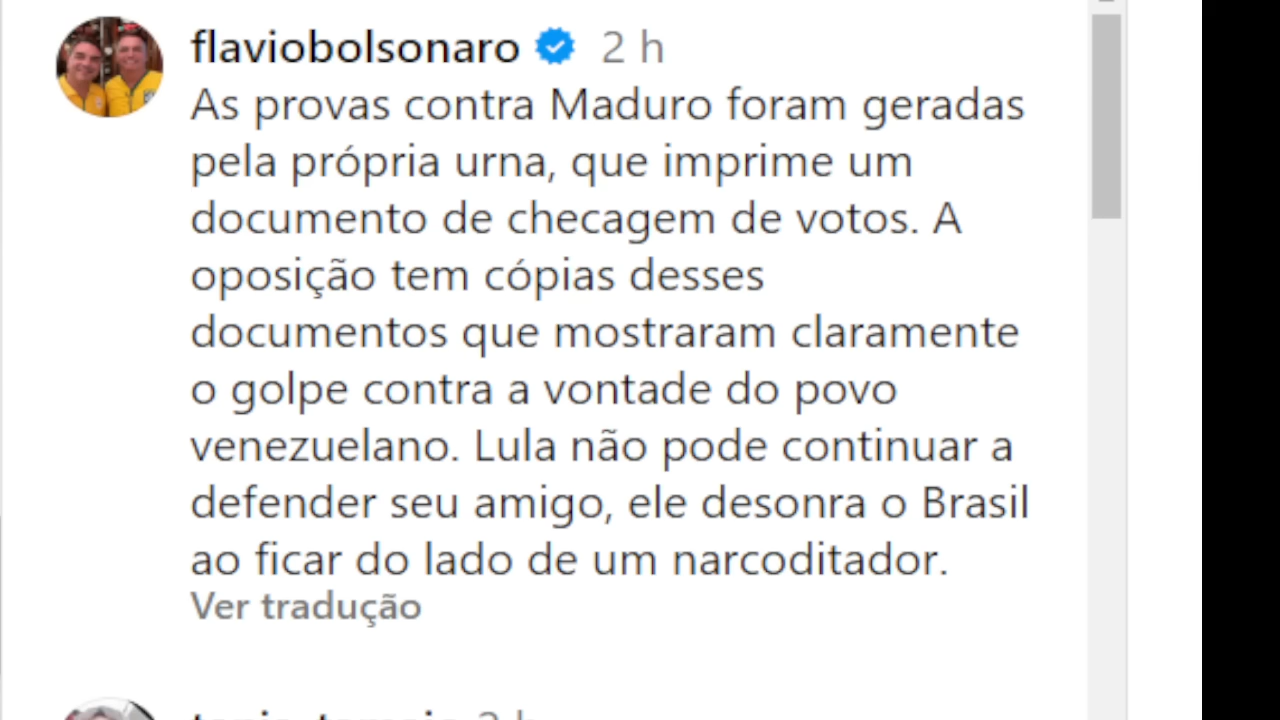 flaviobolsonaro 2 h
As provas contra Maduro foram geradas
pela própria urna, que imprime um
documento de checagem de votos. A
oposição tem cópias desses
documentos que mostraram claramente
o golpe contra a vontade do povo
venezuelano. Lula não pode continuar a
defender seu amigo, ele desonra o Brasil
ao ficar do lado de um narcoditador.
Ver tradução